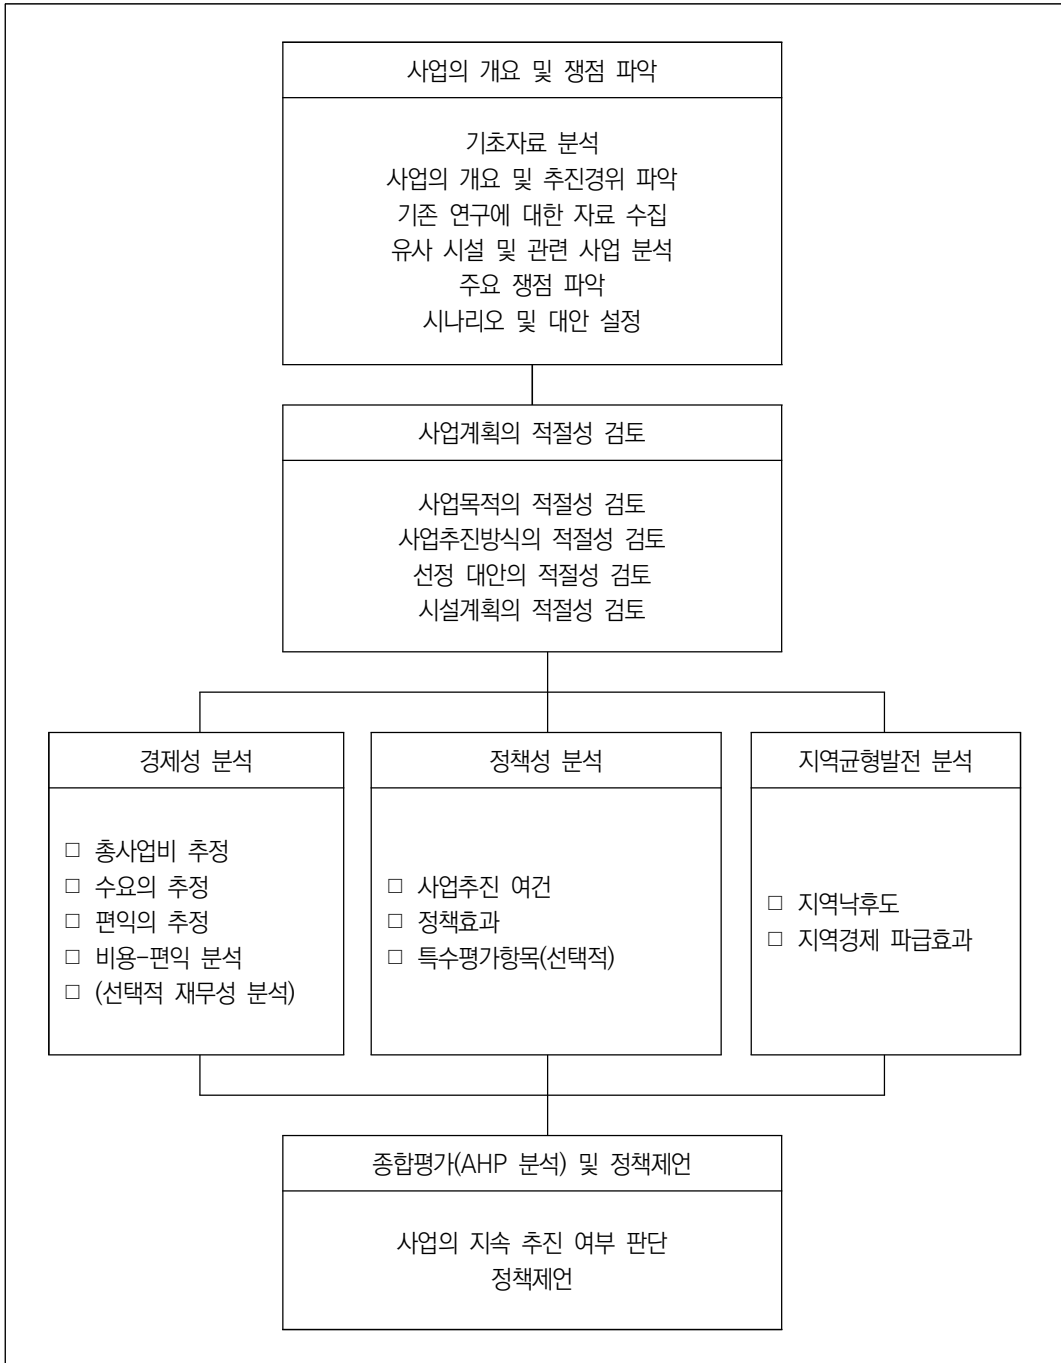 사업의 개요 및 쟁점 파악
기초자료 분석
사업의 개요 및 추진경위 파악
기존 연구에 대한 자료 수집
유사 시설 및 관련 사업 분석
주요 쟁점 파악
시나리오 및 대안 설정
사업계획의 적절성 검토
사업목적의 적절성 검토
사업추진방식의 적절성 검토
선정 대안의 적절성 검토
시설계획의 적절성 검토
경제성 분석
□ 총사업비 추정
□ 수요의 추정
□ 편익의 추정
□ 비용-편익 분석
□ (선택적 재무성 분석)
정책성 분석
□ 사업추진 여건
□ 정책효과
□ 특수평가항목(선택적)
지역균형발전 분석
□ 지역낙후도
□ 지역경제 파급효과
종합평가(AHP 분석) 및 정책제언
사업의 지속 추진 여부 판단
정책제언